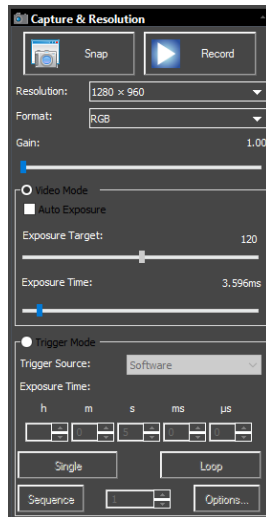 Capture & Resolution
Snap Record
Resolution: 1280 × 960
Format: RGB
Gain: 1.00
Video Mode
Auto Exposure
Exposure Target: 120
Exposure Time: 3.596ms
Trigger Mode
Trigger Source: Software
Exposure Time:
h m s ms µs
0 5 0 0
Single Loop
Sequence 1 Options...